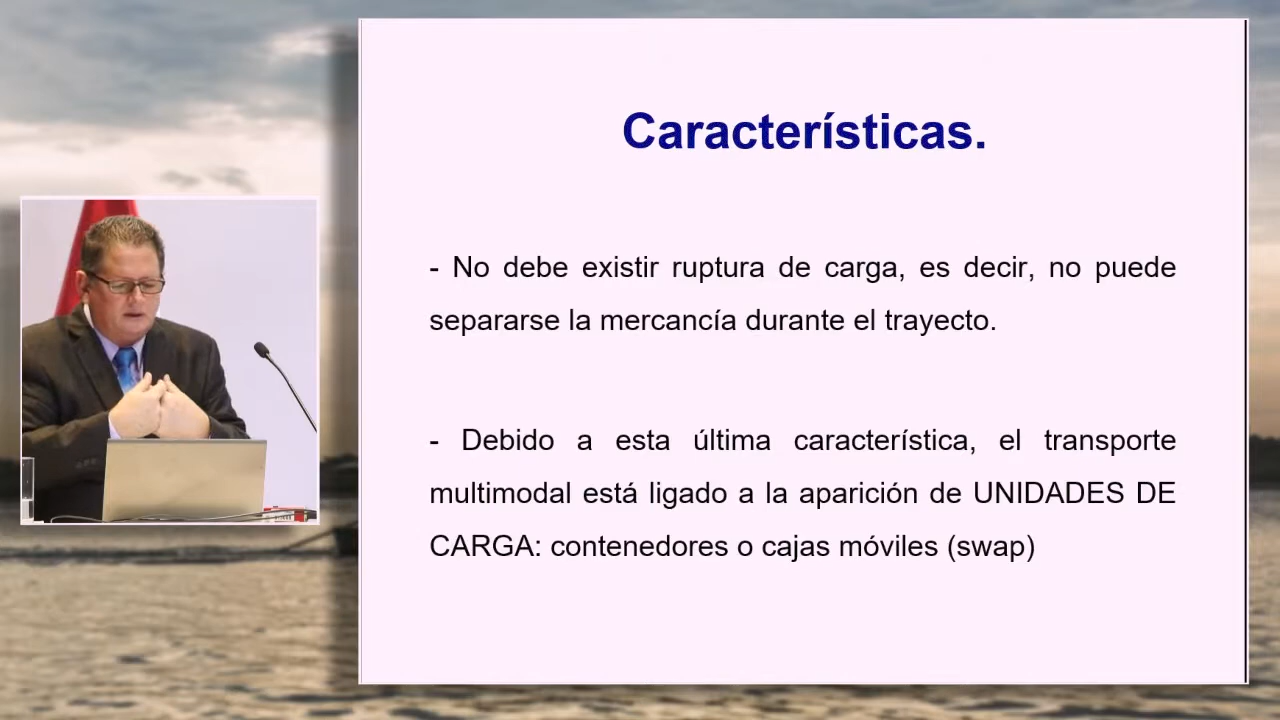 Características.
- No debe existir ruptura de carga, es decir, no puede
separarse la mercancía durante el trayecto.
- Debido a esta última característica, el transporte
multimodal está ligado a la aparición de UNIDADES DE
CARGA: contenedores o cajas móviles (swap)